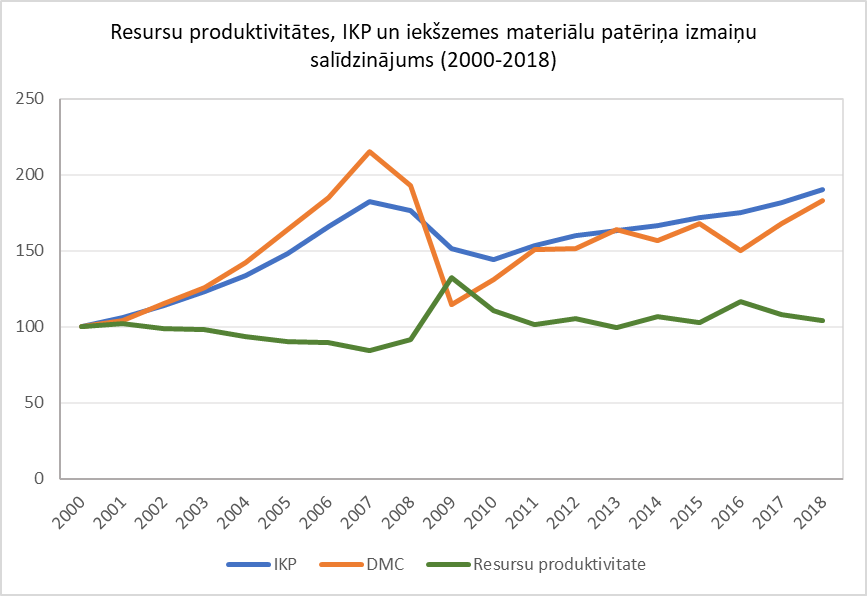 Resursu produktivitātes, IKP un iekšzemes materiālu patēriņa izmaiņu
salīdzinājums (2000-2018)
250
200
150
100
50
0
2000 2001 2002 2003 2004 2005 2006 2007 2008 2009 2010 2011 2012 2013 2014 2015 2016 2017 2018
IKP DMC Resursu produktivitate